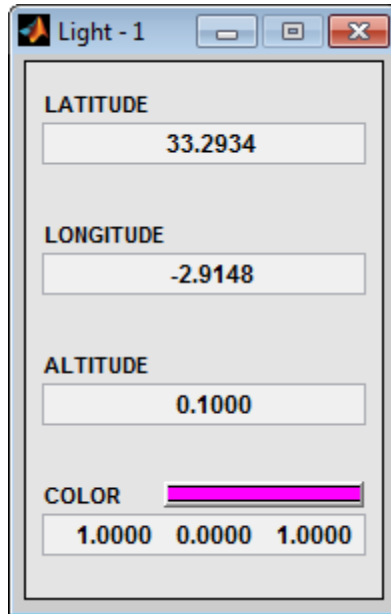 Light - 1
LATITUDE
33.2934
LONGITUDE
-2.9148
ALTITUDE
0.1000
COLOR
1.0000 0.0000 1.0000